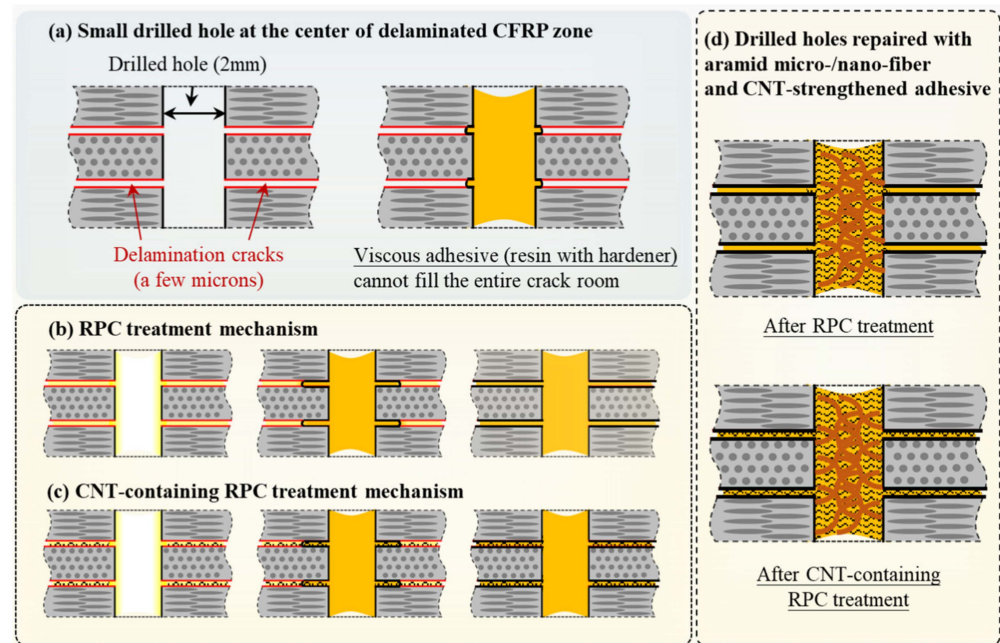 (a) Small drilled hole at the center of delaminated CFRP zone
Drilled hole (2mm)
Delamination cracks
(a few microns)
Viscous adhesive (resin with hardener)
cannot fill the entire crack room
(b) RPC treatment mechanism
(c) CNT-containing RPC treatment mechanism
(d) Drilled holes repaired with
aramid micro-/nano-fiber
and CNT-strengthened adhesive
After RPC treatment
After CNT-containing
RPC treatment